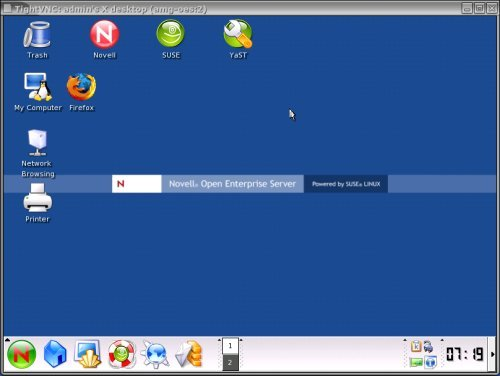 TightVNC: admin's X desktop (amg-oes:2)
Trash
Novell
SUSE
YaST
My Computer
Firefox
Network
Browsing
N Novell® Open Enterprise Server Powered by SUSE® LINUX
Printer
N
1
2
07:19